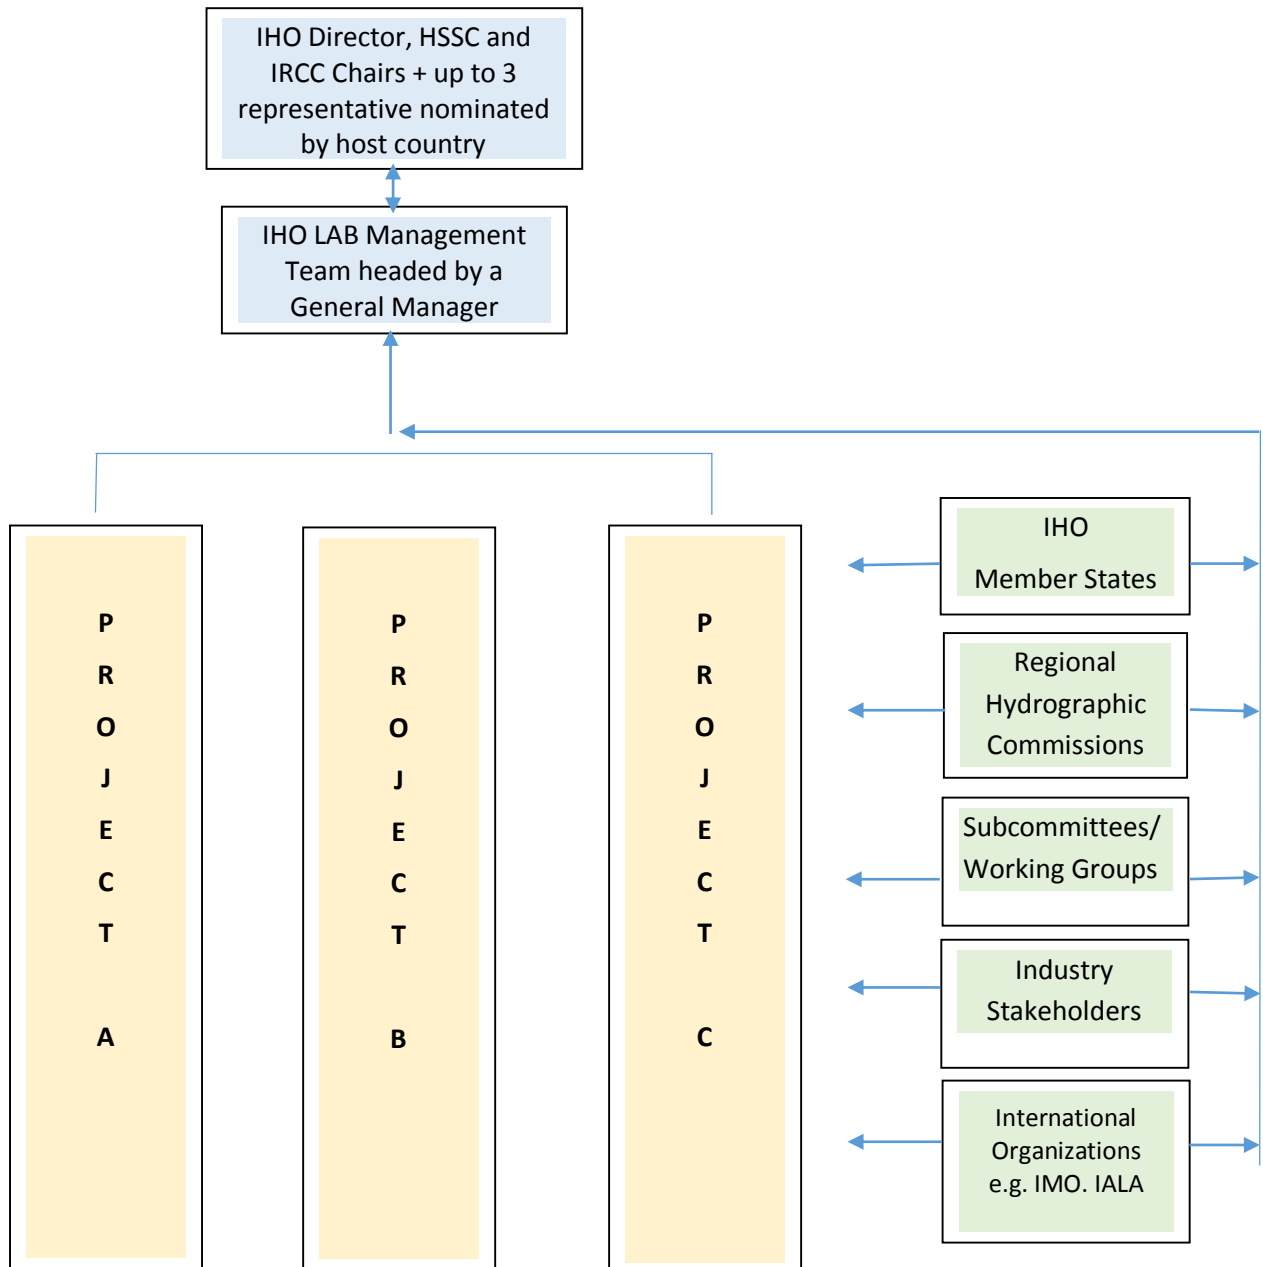 IHO Director, HSSC and
IRCC Chairs + up to 3
representative nominated
by host country
IHO LAB Management
Team headed by a
General Manager
P
R
O
J
E
C
T
A
P
R
O
J
E
C
T
B
P
R
O
J
E
C
T
C
IHO
Member States
Regional
Hydrographic
Commissions
Subcommittees/
Working Groups
Industry
Stakeholders
International
Organizations
e.g. IMO. IALA